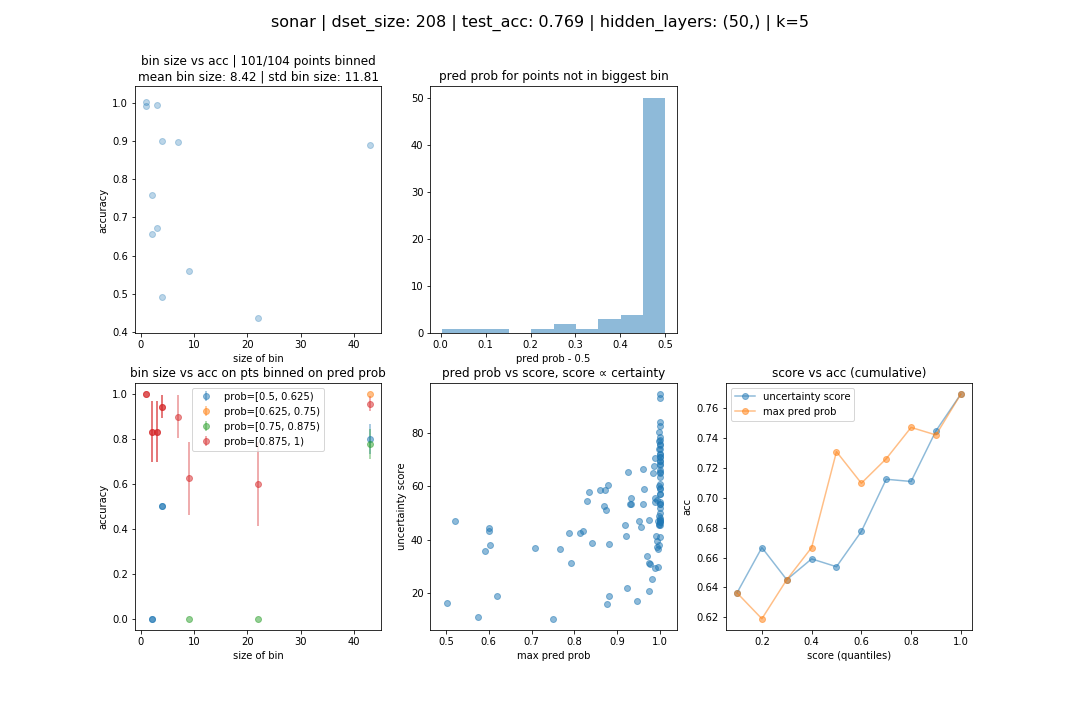 sonar | dset_size: 208 | test_acc: 0.769 | hidden_layers: (50,) | k=5
bin size vs acc | 101/104 points binned
mean bin size: 8.42 | std bin size: 11.81
1.0
0.9
0.8
0.7
0.6
0.5
0.4
accuracy
0 10 20 30 40
size of bin
pred prob for points not in biggest bin
50
40
30
20
10
0
0.0 0.1 0.2 0.3 0.4 0.5
pred prob - 0.5
bin size vs acc on pts binned on pred prob
prob=[0.5, 0.625)
prob=[0.625, 0.75)
prob=[0.75, 0.875)
prob=[0.875, 1)
1.0
0.8
0.6
0.4
0.2
0.0
accuracy
0 10 20 30 40
size of bin
pred prob vs score, score ∝ certainty
80
60
40
20
uncertainty score
0.5 0.6 0.7 0.8 0.9 1.0
max pred prob
score vs acc (cumulative)
uncertainty score
max pred prob
0.76
0.74
0.72
0.70
0.68
0.66
0.64
0.62
acc
0.2 0.4 0.6 0.8 1.0
score (quantiles)